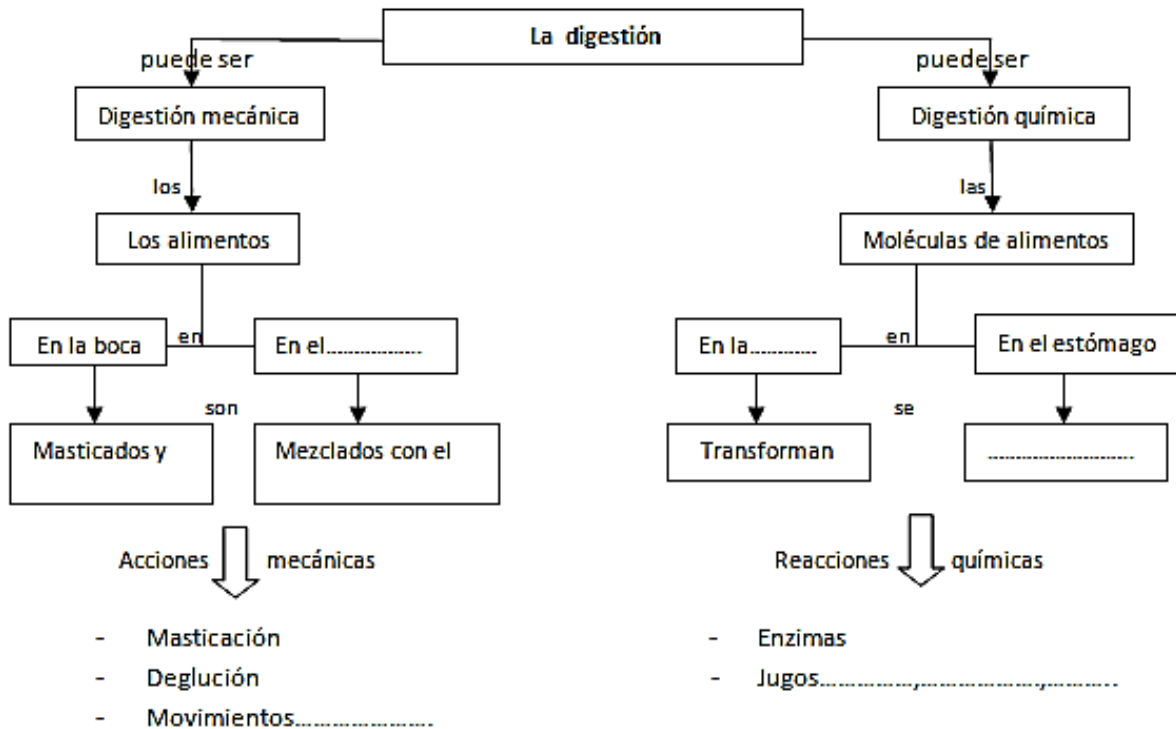 La digestión
puede ser
puede ser
Digestión mecánica
Digestión química
los
las
Los alimentos
Moléculas de alimentos
En la boca
en
En el....................
En la............
en
En el estómago
son
se
Masticados y
Mezclados con el
Transforman
..............................
Acciones mecánicas
Reacciones químicas
- Masticación
- Deglución
- Movimientos........................
- Enzimas
- Jugos................,....................,...........